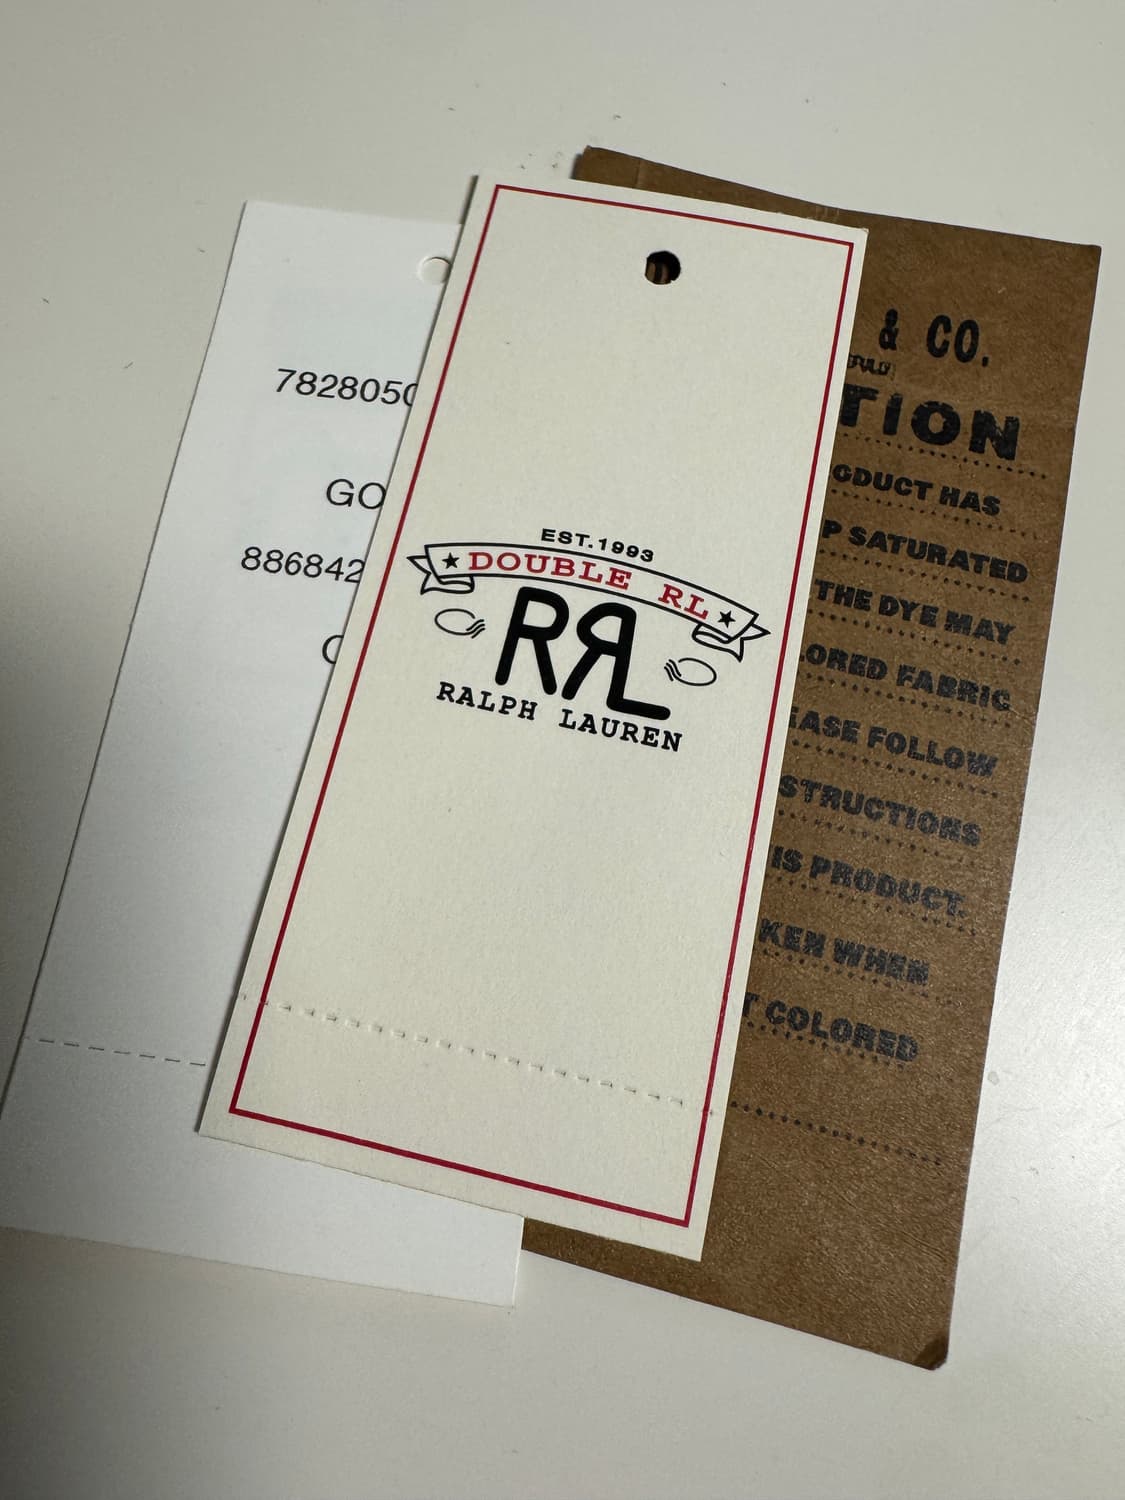 7828050
GO
886842
EST.1993
DOUBLE RL
RRL
RALPH LAUREN
& CO.
TION
ODUCT HAS
P SATURATED
THE DYE MAY
LORED FABRIC
EASE FOLLOW
STRUCTIONS
IS PRODUCT.
KEN WHEN
T COLORED